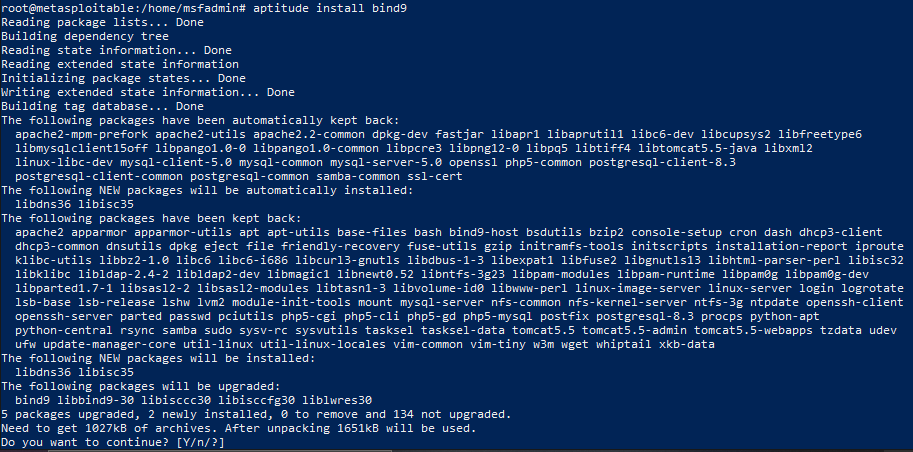 root@metasploitable:/home/msfadmin# aptitude install bind9
Reading package lists... Done
Building dependency tree
Reading state information... Done
Reading extended state information
Initializing package states... Done
Writing extended state information... Done
Building tag database... Done
The following packages have been automatically kept back:
  apache2-mpm-prefork apache2-utils apache2.2-common dpkg-dev fastjar libapr1 libaprutil1 libc6-dev libcupsys2 libfreetype6
  libmysqlclient15off libpango1.0-0 libpango1.0-common libpcre3 libpng12-0 libpq5 libtiff4 libtomcat5.5-java libxml2
  linux-libc-dev mysql-client-5.0 mysql-common mysql-server-5.0 openssl php5-common postgresql-client-8.3
  postgresql-client-common postgresql-common samba-common ssl-cert
The following NEW packages will be automatically installed:
  libdns36 libisc35
The following packages have been kept back:
  apache2 apparmor apparmor-utils apt apt-utils base-files bash bind9-host bsdutils bzip2 console-setup cron dash dhcp3-client
  dhcp3-common dnsutils dpkg eject file friendly-recovery fuse-utils gzip initramfs-tools initscripts installation-report iproute
  klibc-utils libbz2-1.0 libc6 libc6-i686 libcurl3-gnutls libdbus-1-3 libexpat1 libfuse2 libgnutls13 libhtml-parser-perl libisc32
  libklibc libldap-2.4-2 libldap2-dev libmagic1 libnewt0.52 libntfs-3g23 libpam-modules libpam-runtime libpam0g libpam0g-dev
  libparted1.7-1 libsasl2-2 libsasl2-modules libtasn1-3 libvolume-id0 libwww-perl linux-image-server linux-server login logrotate
  lsb-base lsb-release lshw lvm2 module-init-tools mount mysql-server nfs-common nfs-kernel-server ntfs-3g ntpdate openssh-client
  openssh-server parted passwd pciutils php5-cgi php5-cli php5-gd php5-mysql postfix postgresql-8.3 procps python-apt
  python-central rsync samba sudo sysv-rc sysvutils tasksel tasksel-data tomcat5.5 tomcat5.5-admin tomcat5.5-webapps tzdata udev
  ufw update-manager-core util-linux util-linux-locales vim-common vim-tiny w3m wget whiptail xkb-data
The following NEW packages will be installed:
  libdns36 libisc35
The following packages will be upgraded:
  bind9 libbind9-30 libisccc30 libisccfg30 liblwres30
5 packages upgraded, 2 newly installed, 0 to remove and 134 not upgraded.
Need to get 1027kB of archives. After unpacking 1651kB will be used.
Do you want to continue? [Y/n/?]